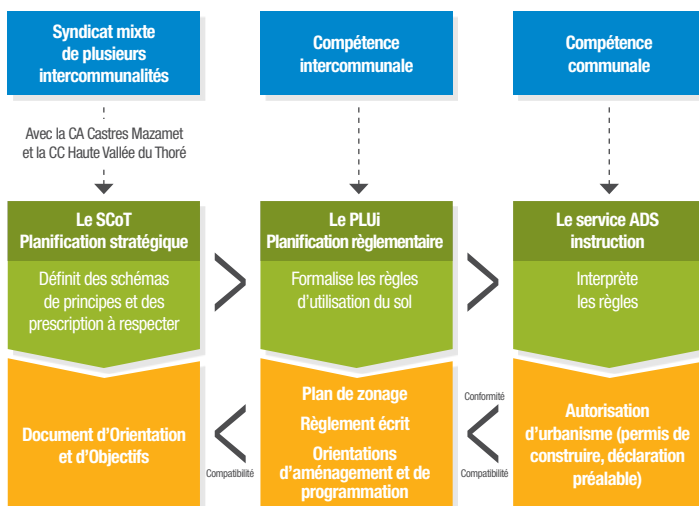 Syndicat mixte
de plusieurs
intercommunalités
Avec la CA Castres Mazamet
et la CC Haute Vallée du Thoré
Le SCoT
Planification stratégique
Définit des schémas
de principes et des
prescription à respecter
Document d'Orientation
et d'Objectifs
Compétence
intercommunale
Le PLUi
Planification règlementaire
Formalise les règles
d'utilisation du sol
Plan de zonage
Règlement écrit
Orientations
d'aménagement et de
programmation
Compatibilité
Compétence
communale
Le service ADS
instruction
Interprète
les règles
Autorisation
d'urbanisme (permis de
construire, déclaration
préalable)
Conformité
Compatibilité